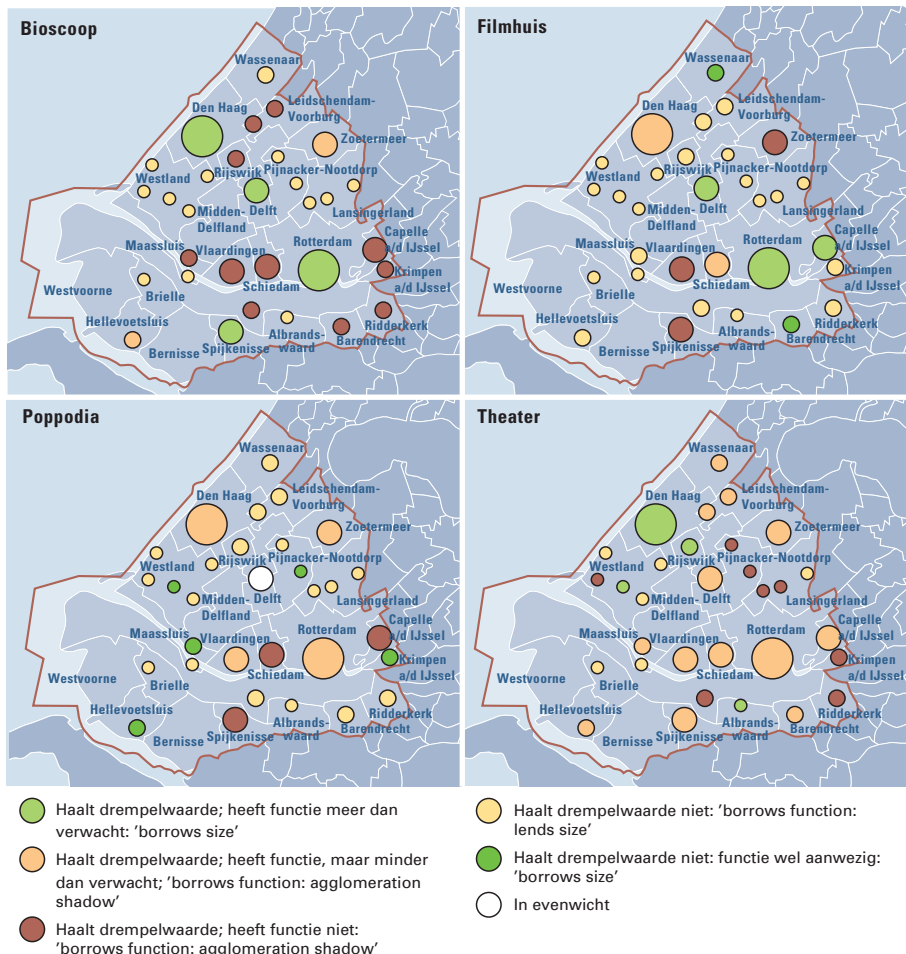 Bioscoop
Wassenaar
Den Haag
Leidschendam-
Voorburg
Zoetermeer
Rijswijk
Pijnacker-Nootdorp
Westland
Midden-
Delfland
Delft
Lansingerland
Maassluis
Vlaardingen
Rotterdam
Capelle
a/d IJssel
Krimpen
a/d IJssel
Schiedam
Westvoorne
Brielle
Hellevoetsluis
Bernisse
Spijkenisse
Albrands-
waard
Barendrecht
Ridderkerk
Filmhuis
Wassenaar
Den Haag
Leidschendam-
Voorburg
Zoetermeer
Rijswijk
Pijnacker-Nootdorp
Westland
Midden-
Delfland
Delft
Lansingerland
Maassluis
Vlaardingen
Rotterdam
Capelle
a/d IJssel
Krimpen
a/d IJssel
Schiedam
Westvoorne
Brielle
Hellevoetsluis
Bernisse
Spijkenisse
Albrands-
waard
Barendrecht
Ridderkerk
Poppodia
Wassenaar
Den Haag
Leidschendam-
Voorburg
Zoetermeer
Rijswijk
Pijnacker-Nootdorp
Westland
Midden-
Delfland
Delft
Lansingerland
Maassluis
Vlaardingen
Rotterdam
Capelle
a/d IJssel
Krimpen
a/d IJssel
Schiedam
Westvoorne
Brielle
Hellevoetsluis
Bernisse
Spijkenisse
Albrands-
waard
Barendrecht
Ridderkerk
Theater
Wassenaar
Den Haag
Leidschendam-
Voorburg
Zoetermeer
Rijswijk
Pijnacker-Nootdorp
Westland
Midden-
Delfland
Delft
Lansingerland
Maassluis
Vlaardingen
Rotterdam
Capelle
a/d IJssel
Krimpen
a/d IJssel
Schiedam
Westvoorne
Brielle
Hellevoetsluis
Bernisse
Spijkenisse
Albrands-
waard
Barendrecht
Ridderkerk
Haalt drempelwaarde; heeft functie meer dan
verwacht: 'borrows size'
Haalt drempelwaarde; heeft functie, maar minder
dan verwacht; 'borrows function: agglomeration
shadow'
Haalt drempelwaarde; heeft functie niet:
'borrows function: agglomeration shadow'
Haalt drempelwaarde niet: 'borrows function:
lends size'
Haalt drempelwaarde niet: functie wel aanwezig:
'borrows size'
In evenwicht